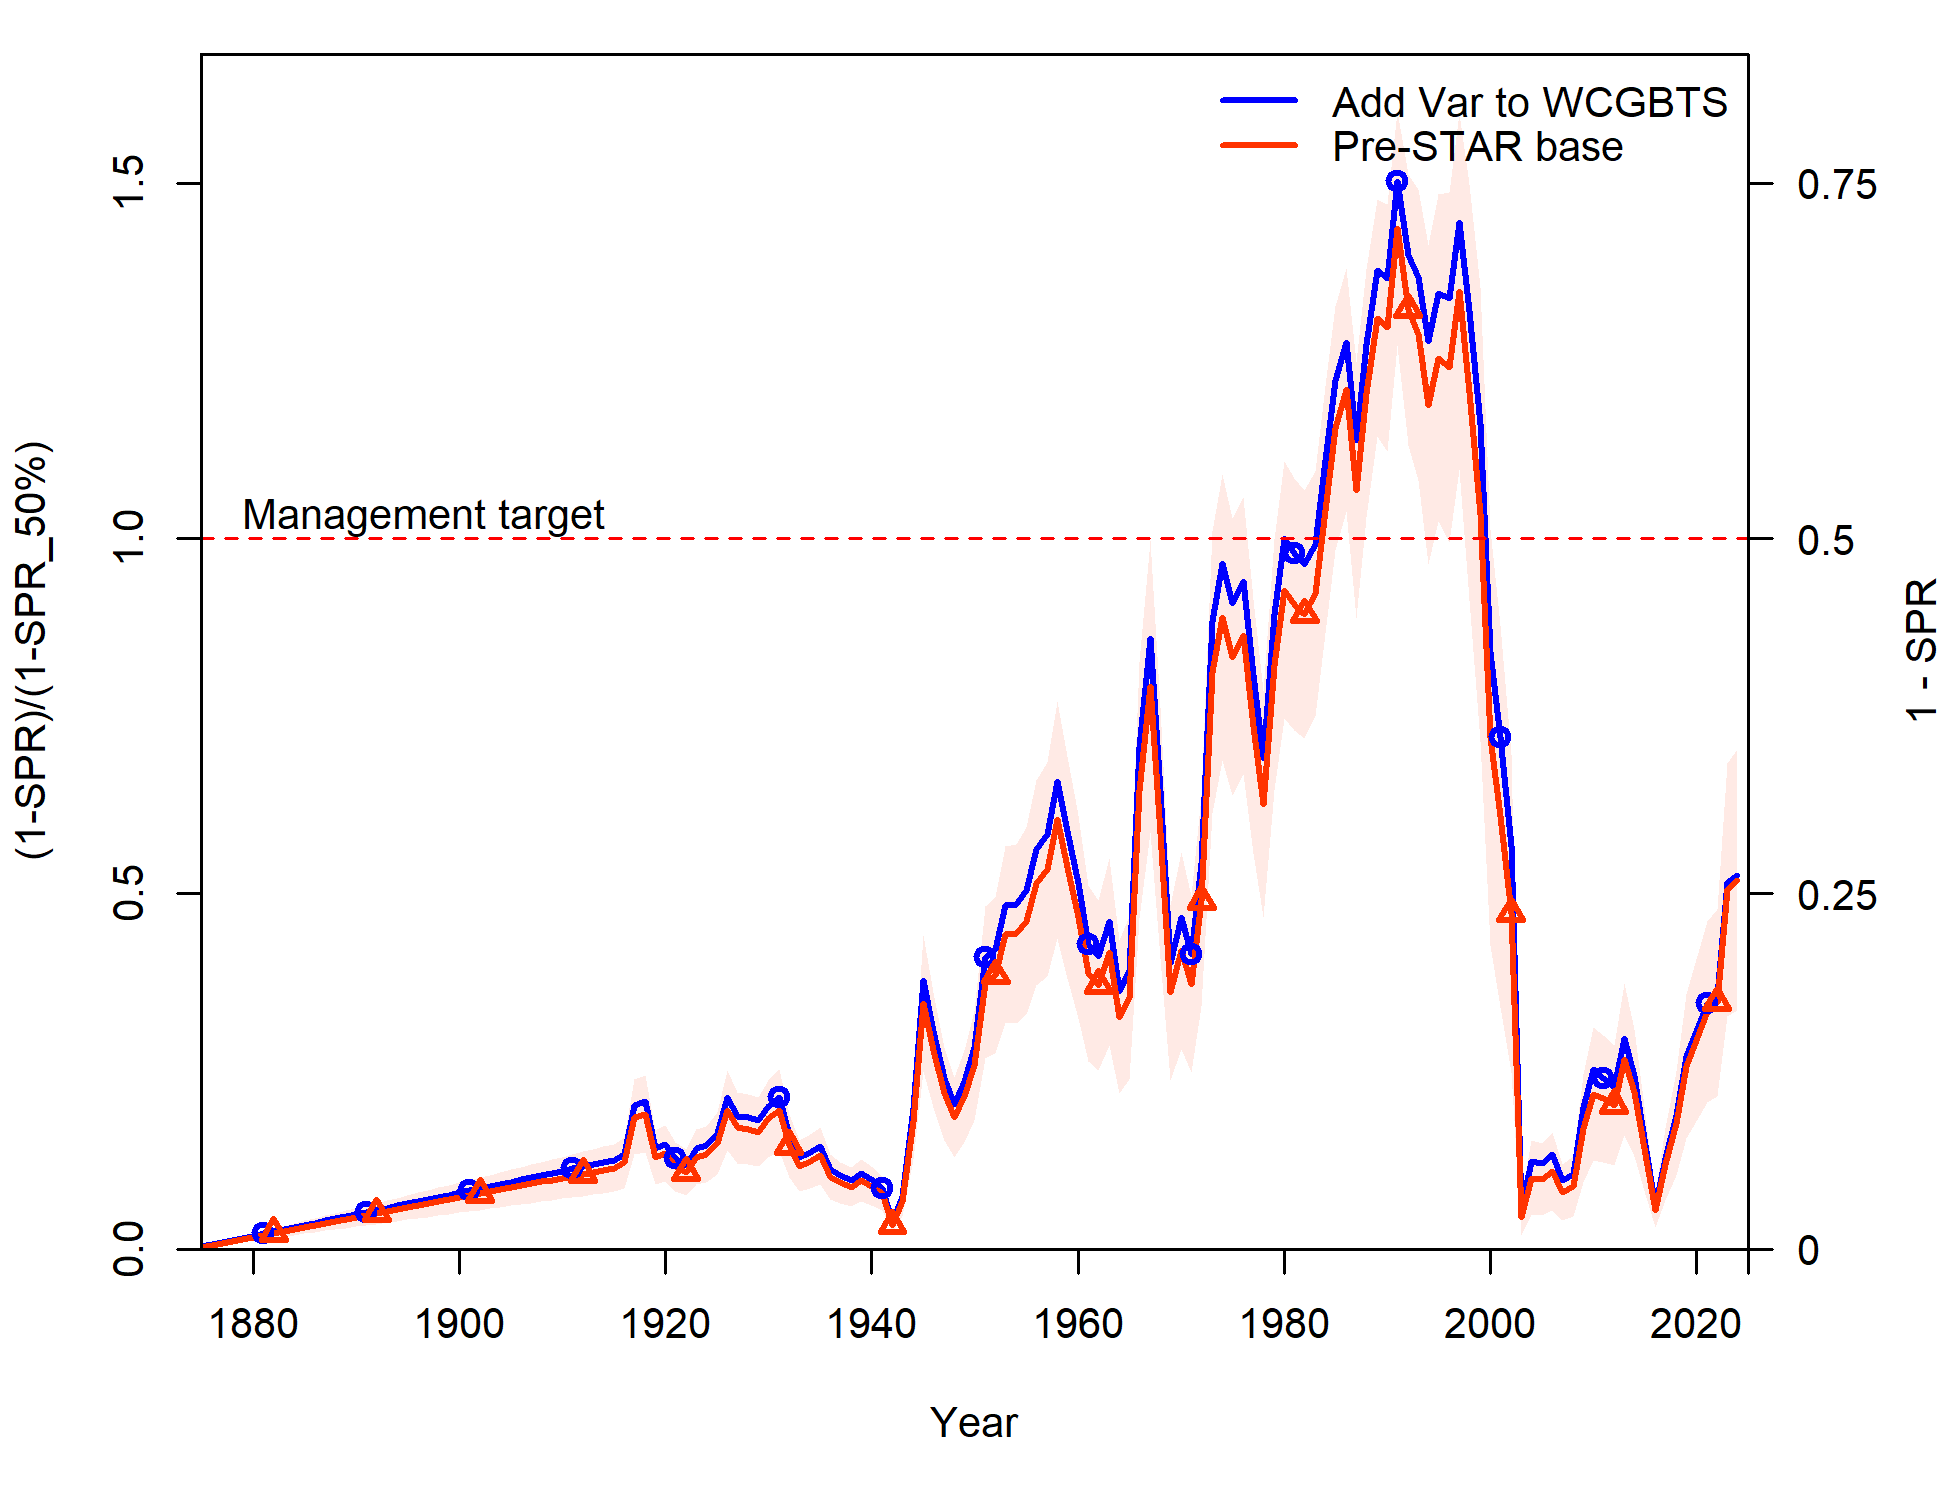 Add Var to WCGBTS
Pre-STAR base
Management target
(1-SPR)/(1-SPR_50%)
0.0
0.5
1.0
1.5
1 - SPR
0
0.25
0.5
0.75
1880
1900
1920
1940
1960
1980
2000
2020
Year